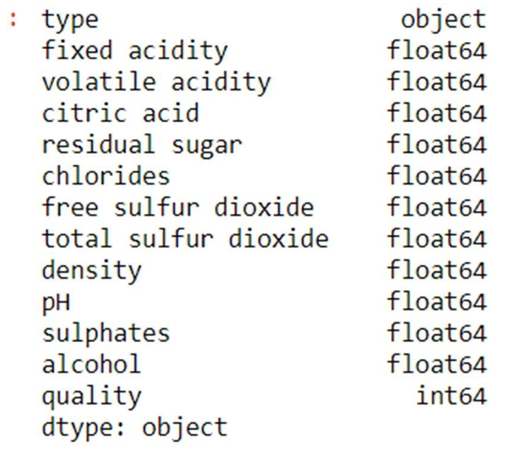 : type object
fixed acidity float64
volatile acidity float64
citric acid float64
residual sugar float64
chlorides float64
free sulfur dioxide float64
total sulfur dioxide float64
density float64
pH float64
sulphates float64
alcohol float64
quality int64
dtype: object